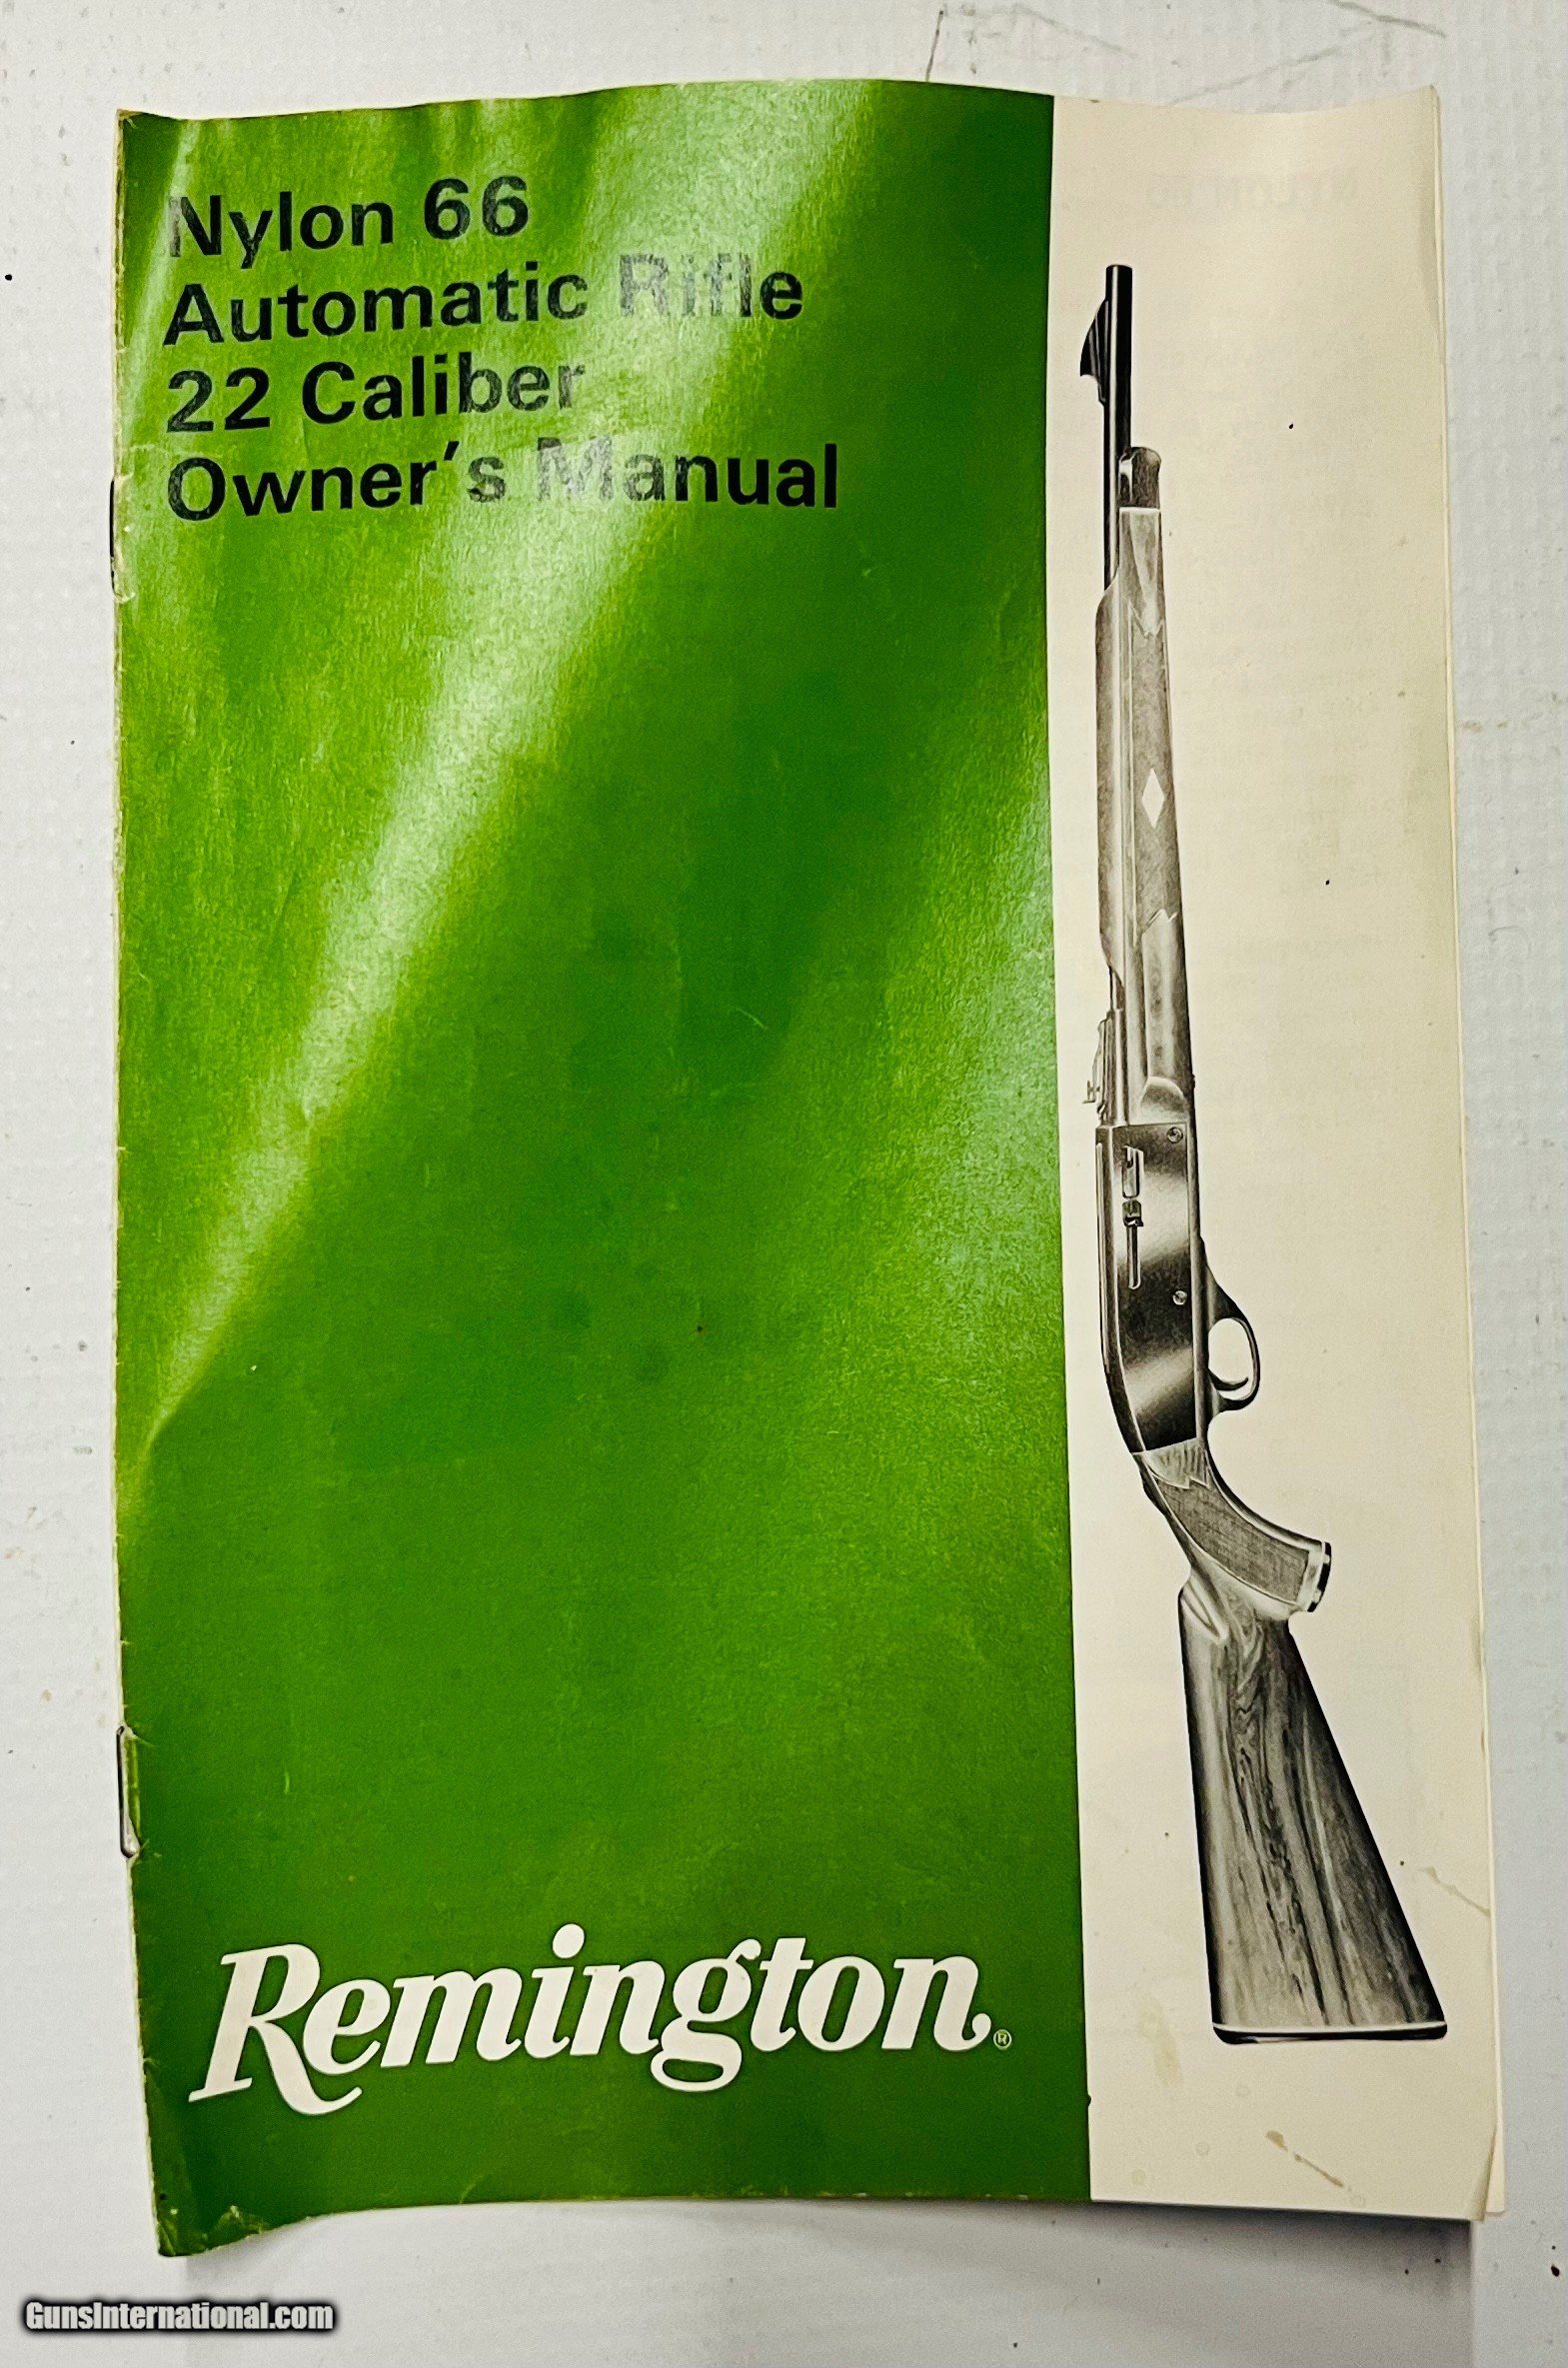 Nylon 66
Automatic Rifle
22 Caliber
Owner's Manual
Remington®
GunsInternational.com